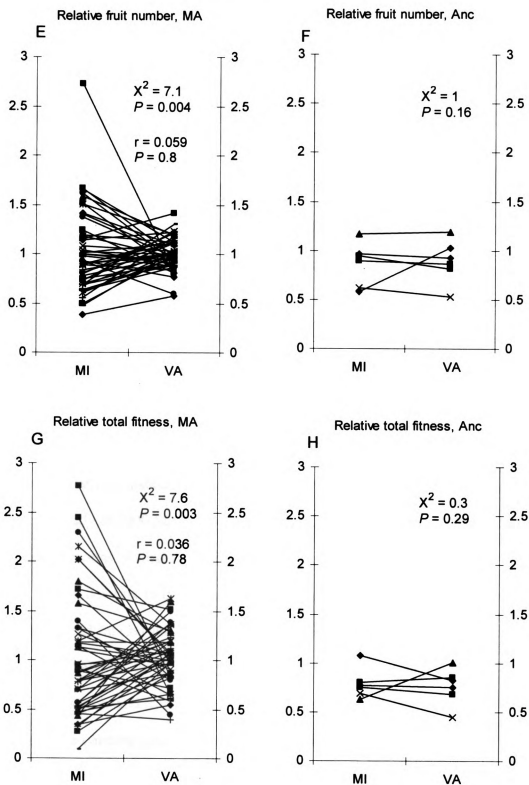 Relative fruit number, MA
E
3
2.5
2
1.5
1
0.5
0
3
2.5
2
1.5
1
0.5
0
X² = 7.1
P = 0.004
r = 0.059
P = 0.8
MI VA
Relative fruit number, Anc
F
3
2.5
2
1.5
1
0.5
0
3
2.5
2
1.5
1
0.5
0
X² = 1
P = 0.16
MI VA
Relative total fitness, MA
G
3
2.5
2
1.5
1
0.5
0
3
2.5
2
1.5
1
0.5
0
X² = 7.6
P = 0.003
r = 0.036
P = 0.78
MI VA
Relative total fitness, Anc
H
3
2.5
2
1.5
1
0.5
0
3
2.5
2
1.5
1
0.5
0
X² = 0.3
P = 0.29
MI VA